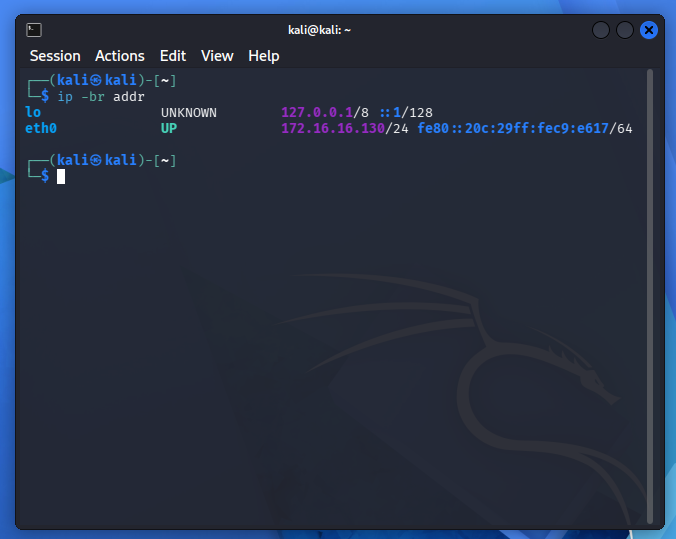 kali@kali: ~
Session Actions Edit View Help
┌──(kali㉿kali)-[~]
└─$ ip -br addr
lo UNKNOWN 127.0.0.1/8 ::1/128
eth0 UP 172.16.16.130/24 fe80::20c:29ff:fec9:e617/64
┌──(kali㉿kali)-[~]
└─$